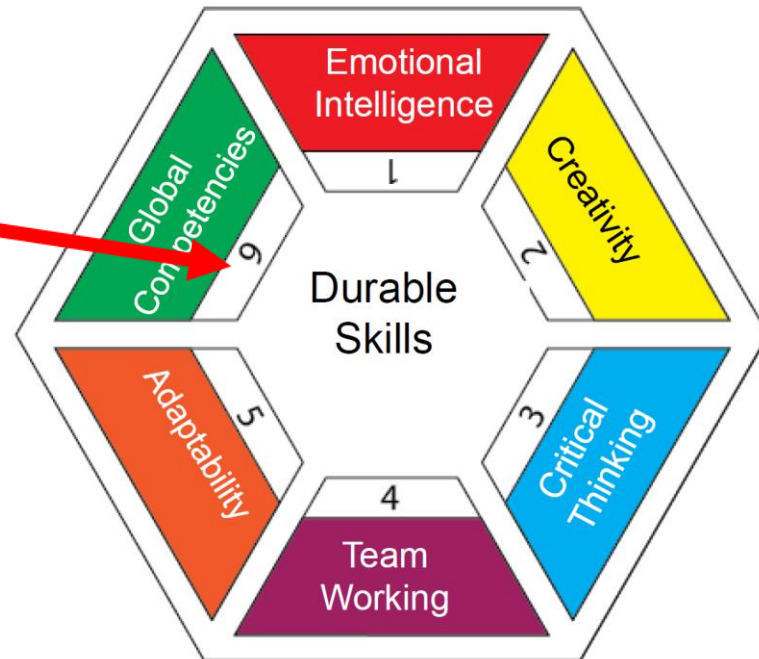 Emotional
Intelligence
1
Creativity
2
Critical
Thinking
3
Team
Working
4
Adaptability
5
Global
Competencies
6
Durable
Skills